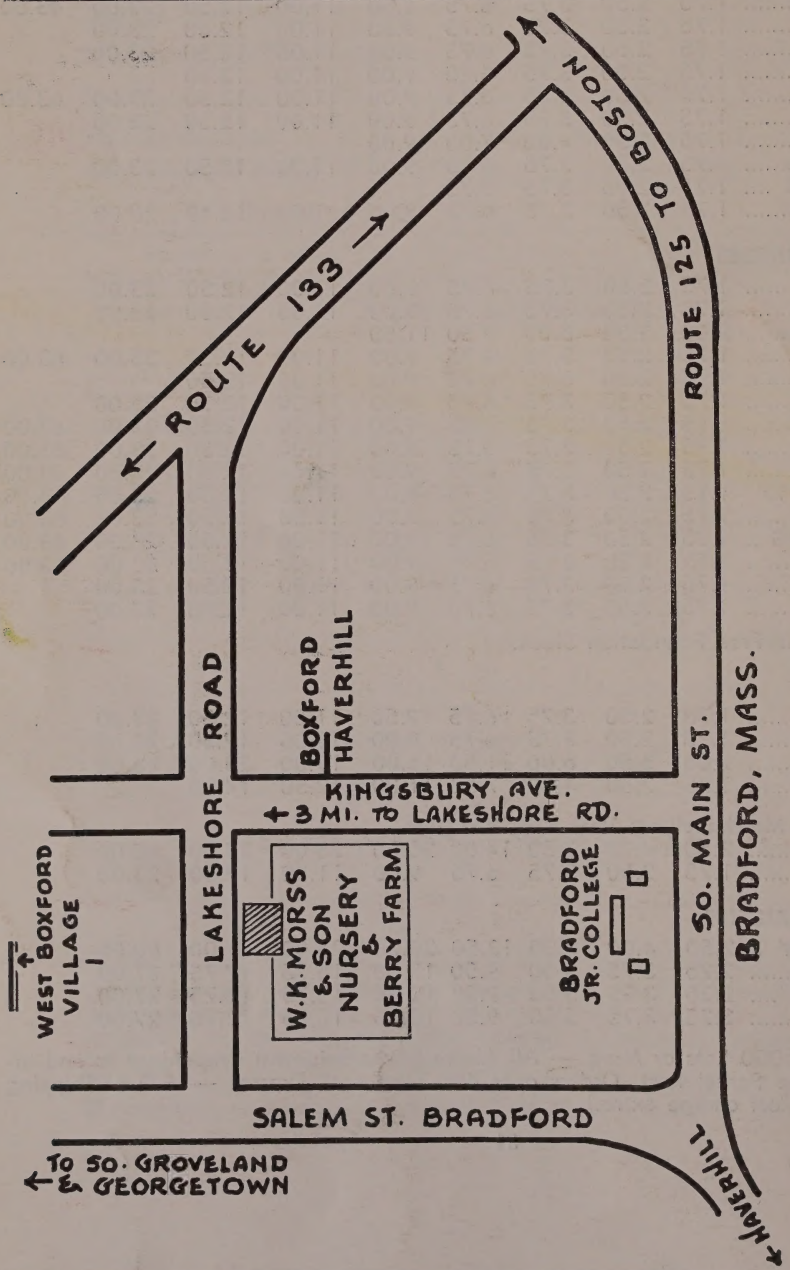 ROUTE 125 TO BOSTON
← ROUTE 133 →
LAKESHORE ROAD
BOXFORD
HAVERHILL
KINGSBURY AVE.
← 3 MI. TO LAKESHORE RD.
SO. MAIN ST.
BRADFORD, MASS.
WEST BOXFORD
VILLAGE
W.K. MORSS
& SON
NURSERY
&
BERRY FARM
BRADFORD
JR. COLLEGE
SALEM ST. BRADFORD
← TO SO. GROVELAND
& GEORGETOWN
← HAVERHILL